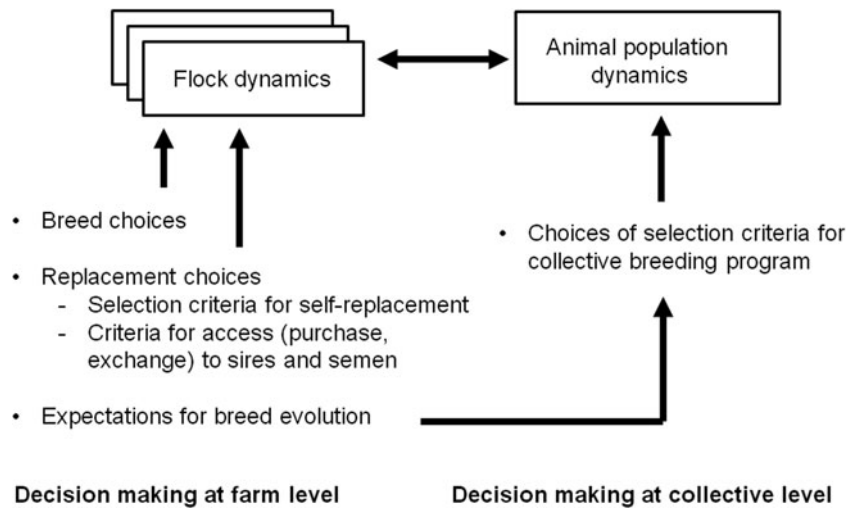 Flock dynamics
Animal population
dynamics
• Breed choices
• Replacement choices
- Selection criteria for self-replacement
- Criteria for access (purchase,
exchange) to sires and semen
• Expectations for breed evolution
• Choices of selection criteria for
collective breeding program
Decision making at farm level
Decision making at collective level